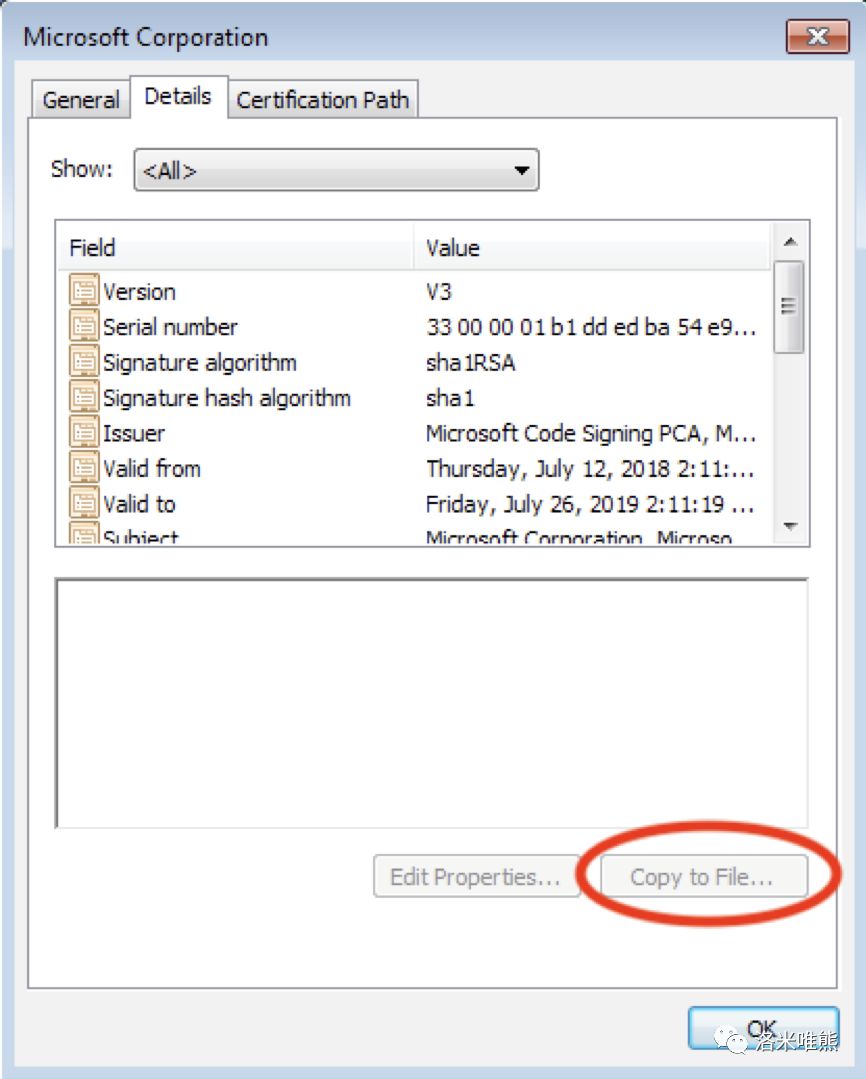 Microsoft Corporation
General Details Certification Path
Show: <All>
Field Value
Version V3
Serial number 33 00 00 01 b1 dd ed ba 54 e9...
Signature algorithm sha1RSA
Signature hash algorithm sha1
Issuer Microsoft Code Signing PCA, M...
Valid from Thursday, July 12, 2018 2:11:...
Valid to Friday, July 26, 2019 2:11:19 ...
Subject Microsoft Corporation, Microso
Edit Properties... Copy to File...
OK
洛米唯熊